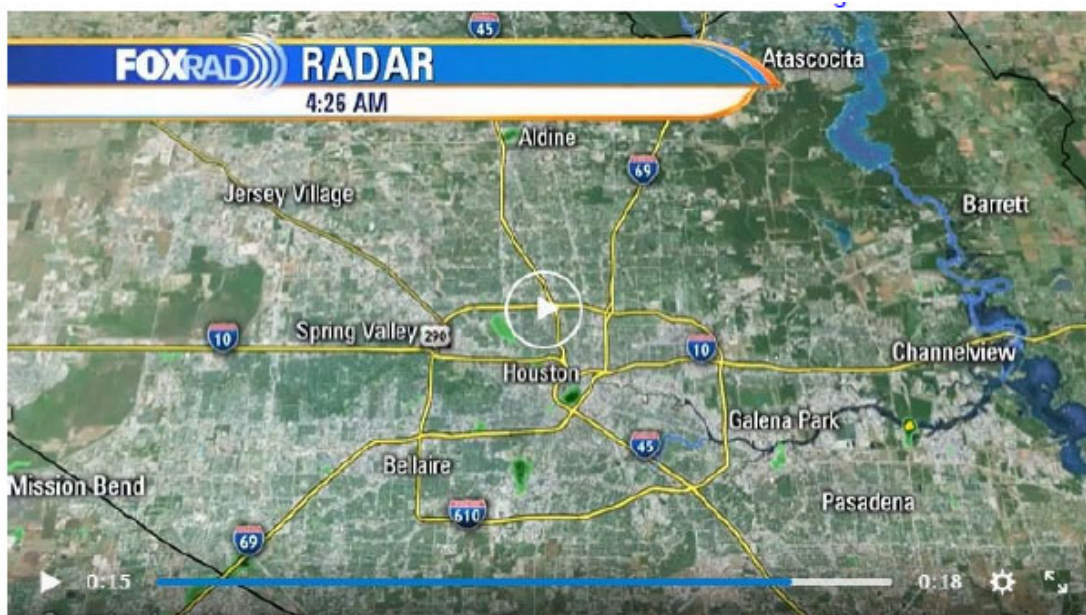 45
FOXRAD RADAR
4:26 AM
Atascocita
Aldine
69
Jersey Village
Barrett
Spring Valley
290
10
10
Channelview
Houston
Galena Park
45
Bellaire
Mission Bend
Pasadena
610
69
0:15
0:18